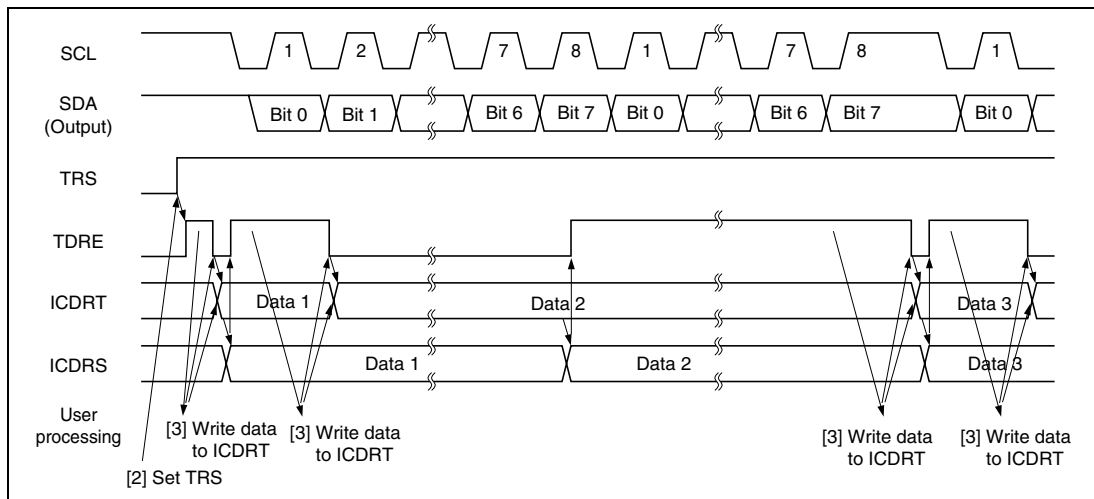 SCL
1
2
7
8
1
7
8
1
SDA
(Output)
Bit 0
Bit 1
Bit 6
Bit 7
Bit 0
Bit 6
Bit 7
Bit 0
TRS
TDRE
ICDRT
Data 1
Data 2
Data 3
ICDRS
Data 1
Data 2
Data 3
User
processing
[3] Write data
to ICDRT
[3] Write data
to ICDRT
[3] Write data
to ICDRT
[3] Write data
to ICDRT
[2] Set TRS